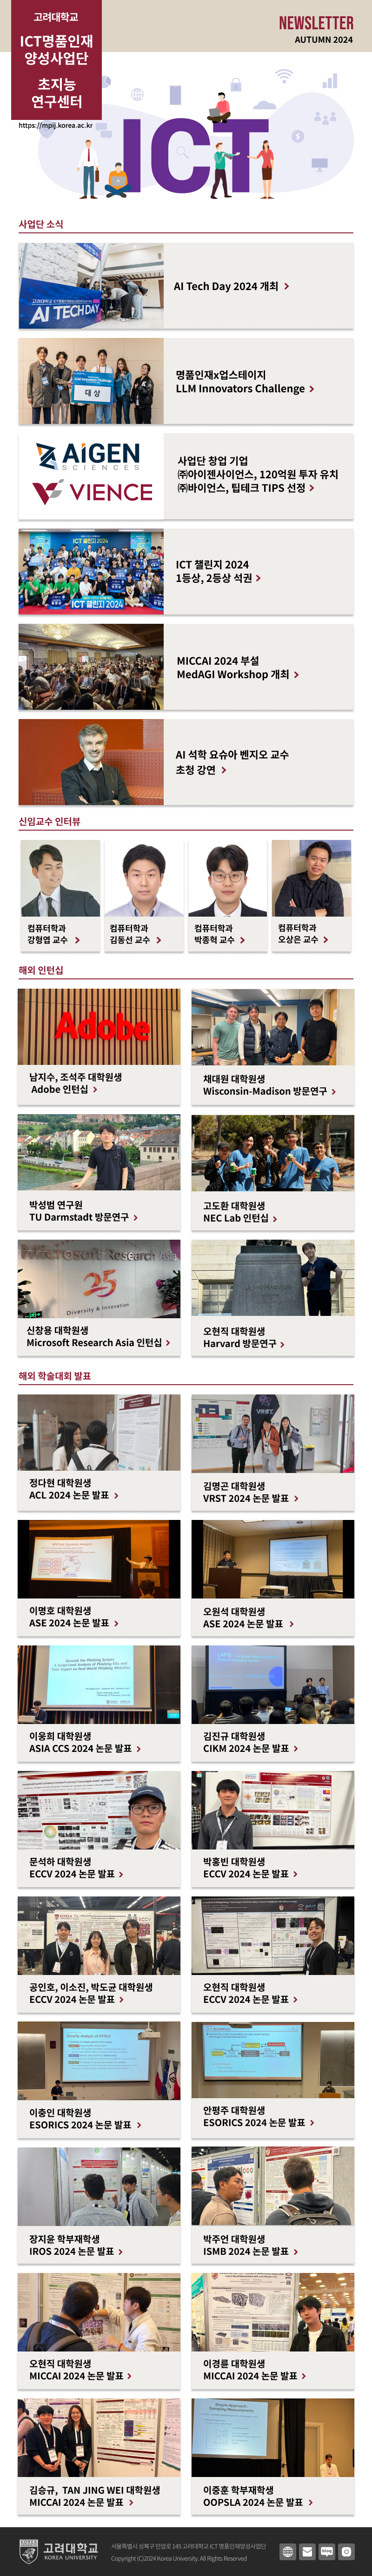 고려대학교
ICT명품인재
양성사업단
초지능
연구센터
NEWSLETTER
AUTUMN 2024
https://mpij.korea.ac.kr
ICT
사업단 소식
AI TECH DAY
AI Tech Day 2024 개최
대상
명품인재x업스테이지
LLM Innovators Challenge
AIGEN
SCIENCES
VIENCE
사업단 창업 기업
㈜아이젠사이언스, 120억원 투자 유치
㈜바이언스, 팁테크 TIPS 선정
ICT 챌린지 2024
ICT 챌린지 2024
1등상, 2등상 석권
MICCAI 2024 부설
MedAGI Workshop 개최
AI 석학 요슈아 벤지오 교수
초청 강연
신임교수 인터뷰
컴퓨터학과
강형엽 교수
컴퓨터학과
김동선 교수
컴퓨터학과
박종혁 교수
컴퓨터학과
오상은 교수
해외 인턴십
Adobe
남지수, 조석주 대학원생
Adobe 인턴십
채대원 대학원생
Wisconsin-Madison 방문연구
박성범 연구원
TU Darmstadt 방문연구
고도환 대학원생
NEC Lab 인턴십
Microsoft Research Asia
25
Diversity & Innovation
신창용 대학원생
Microsoft Research Asia 인턴십
오현직 대학원생
Harvard 방문연구
해외 학술대회 발표
정다현 대학원생
ACL 2024 논문 발표
VRST
김명곤 대학원생
VRST 2024 논문 발표
이명호 대학원생
ASE 2024 논문 발표
오원석 대학원생
ASE 2024 논문 발표
이웅희 대학원생
ASIA CCS 2024 논문 발표
김진규 대학원생
CIKM 2024 논문 발표
문석하 대학원생
ECCV 2024 논문 발표
박홍빈 대학원생
ECCV 2024 논문 발표
공인호, 이소진, 박도균 대학원생
ECCV 2024 논문 발표
오현직 대학원생
ECCV 2024 논문 발표
이충인 대학원생
ESORICS 2024 논문 발표
안평주 대학원생
ESORICS 2024 논문 발표
장지윤 학부재학생
IROS 2024 논문 발표
박주언 대학원생
ISMB 2024 논문 발표
오현직 대학원생
MICCAI 2024 논문 발표
이경륜 대학원생
MICCAI 2024 논문 발표
김승규, TAN JING WEI 대학원생
MICCAI 2024 논문 발표
이중훈 학부재학생
OOPSLA 2024 논문 발표
고려대학교
KOREA UNIVERSITY
서울특별시 성북구 안암로 145 고려대학교 ICT 명품인재양성사업단
Copyright (C)2024 Korea University. All Rights Reserved